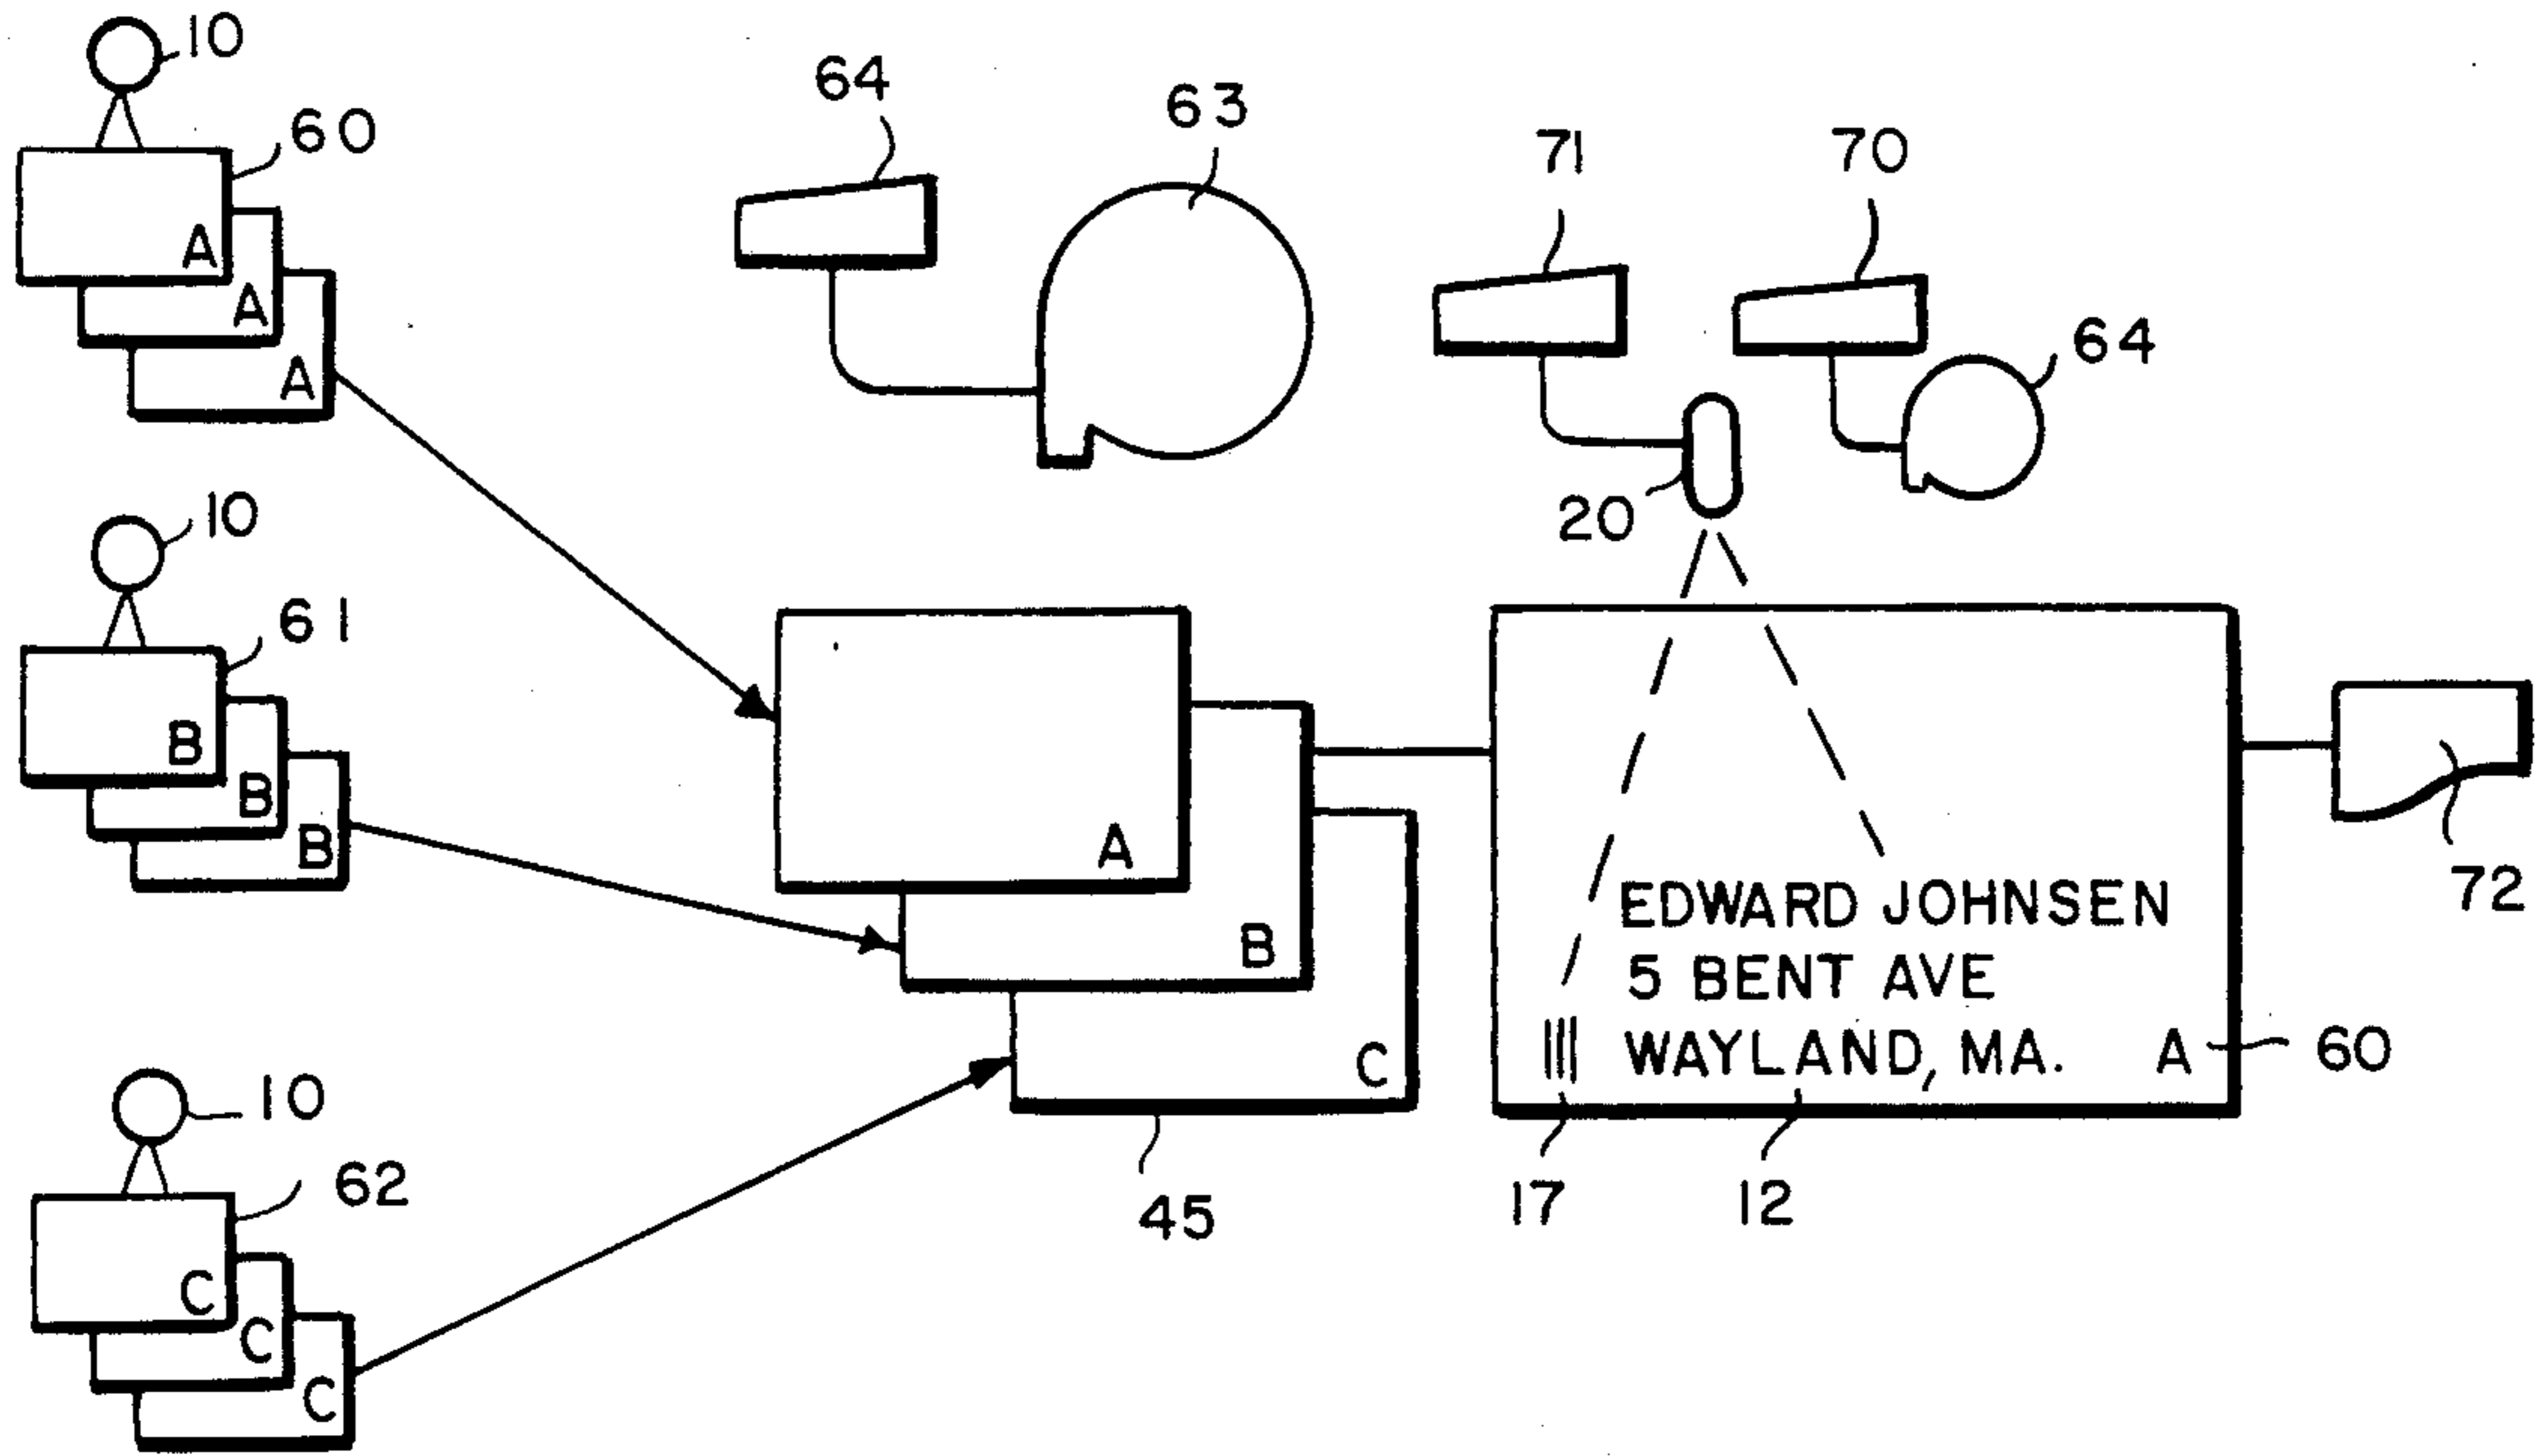 10
60
A
A
A
64
63
71
70
64
20
10
61
B
B
B
A
B
C
45
EDWARD JOHNSEN
5 BENT AVE
WAYLAND, MA. A
60
17
12
72
10
62
C
C
C